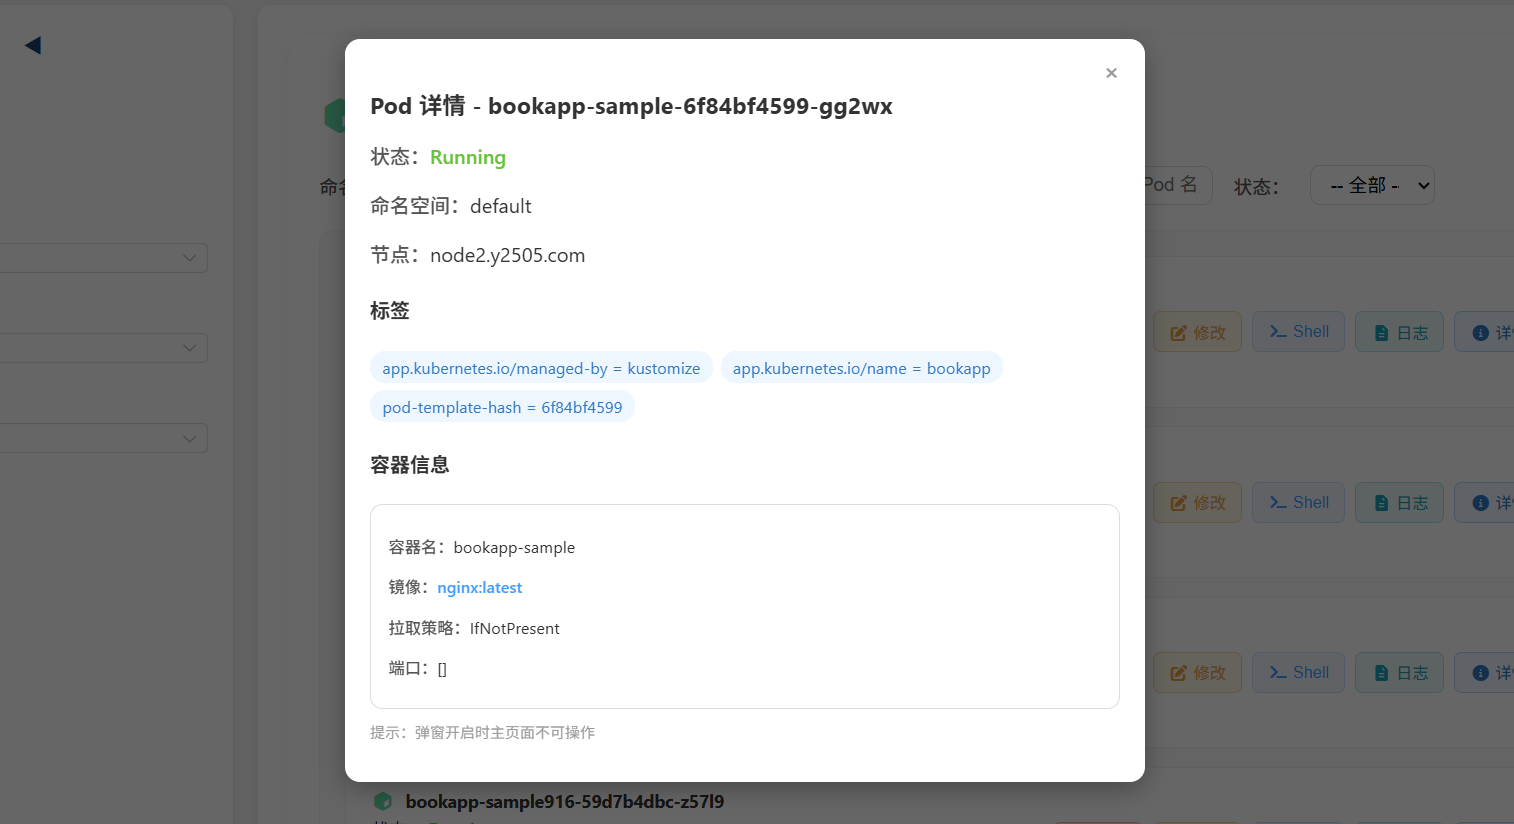 ×
Pod 详情 - bookapp-sample-6f84bf4599-gg2wx
状态：Running
命名空间：default
节点：node2.y2505.com
标签
app.kubernetes.io/managed-by = kustomize
app.kubernetes.io/name = bookapp
pod-template-hash = 6f84bf4599
容器信息
容器名：bookapp-sample
镜像：nginx:latest
拉取策略：IfNotPresent
端口：[]
提示：弹窗开启时主页面不可操作
Pod 名
状态：
-- 全部 -
修改 Shell 日志
修改 Shell 日志
修改 Shell 日志
bookapp-sample916-59d7b4dbc-z57l9